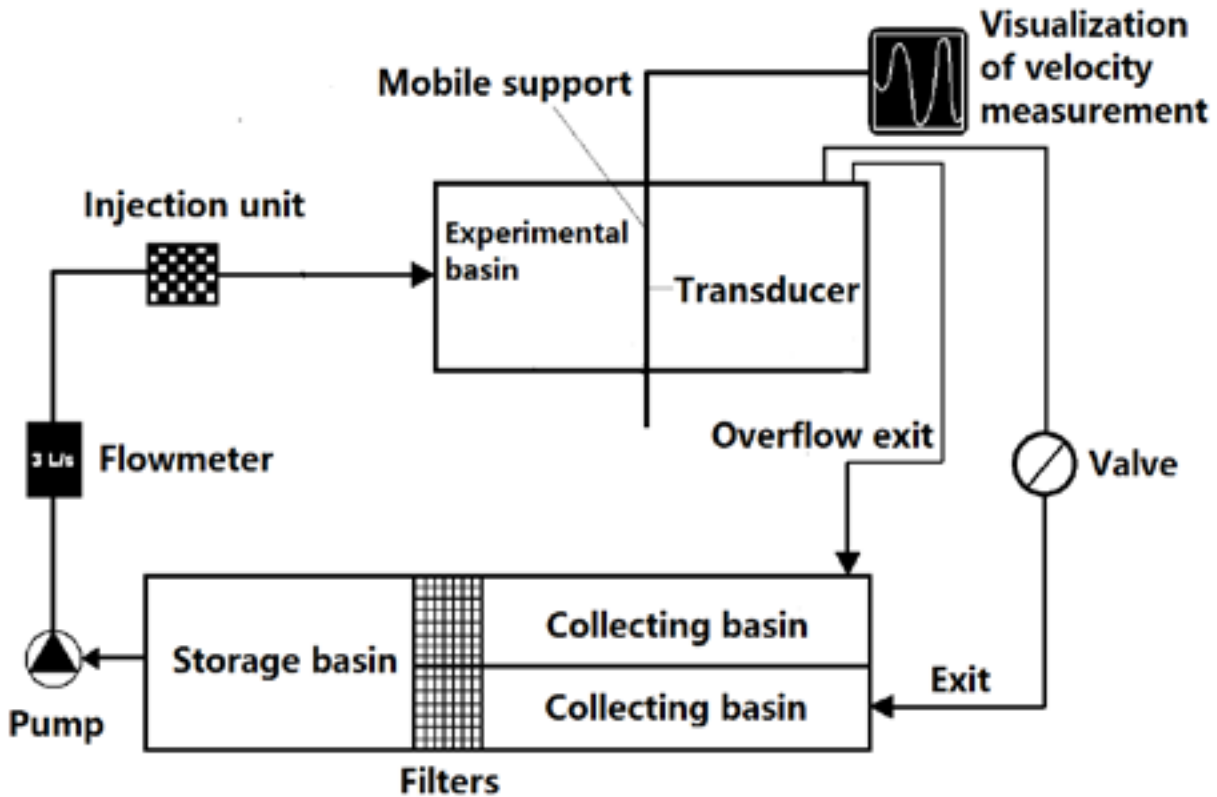 Visualization
of velocity
measurement
Mobile support
Injection unit
Experimental
basin
Transducer
Overflow exit
3 L/s
Flowmeter
Valve
Collecting basin
Storage basin
Exit
Collecting basin
Pump
Filters